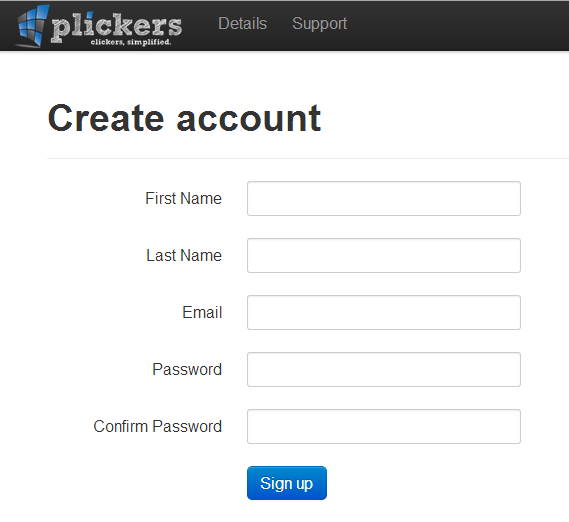 plickers
clickers, simplified.
Details
Support
Create account
First Name
Last Name
Email
Password
Confirm Password
Sign up